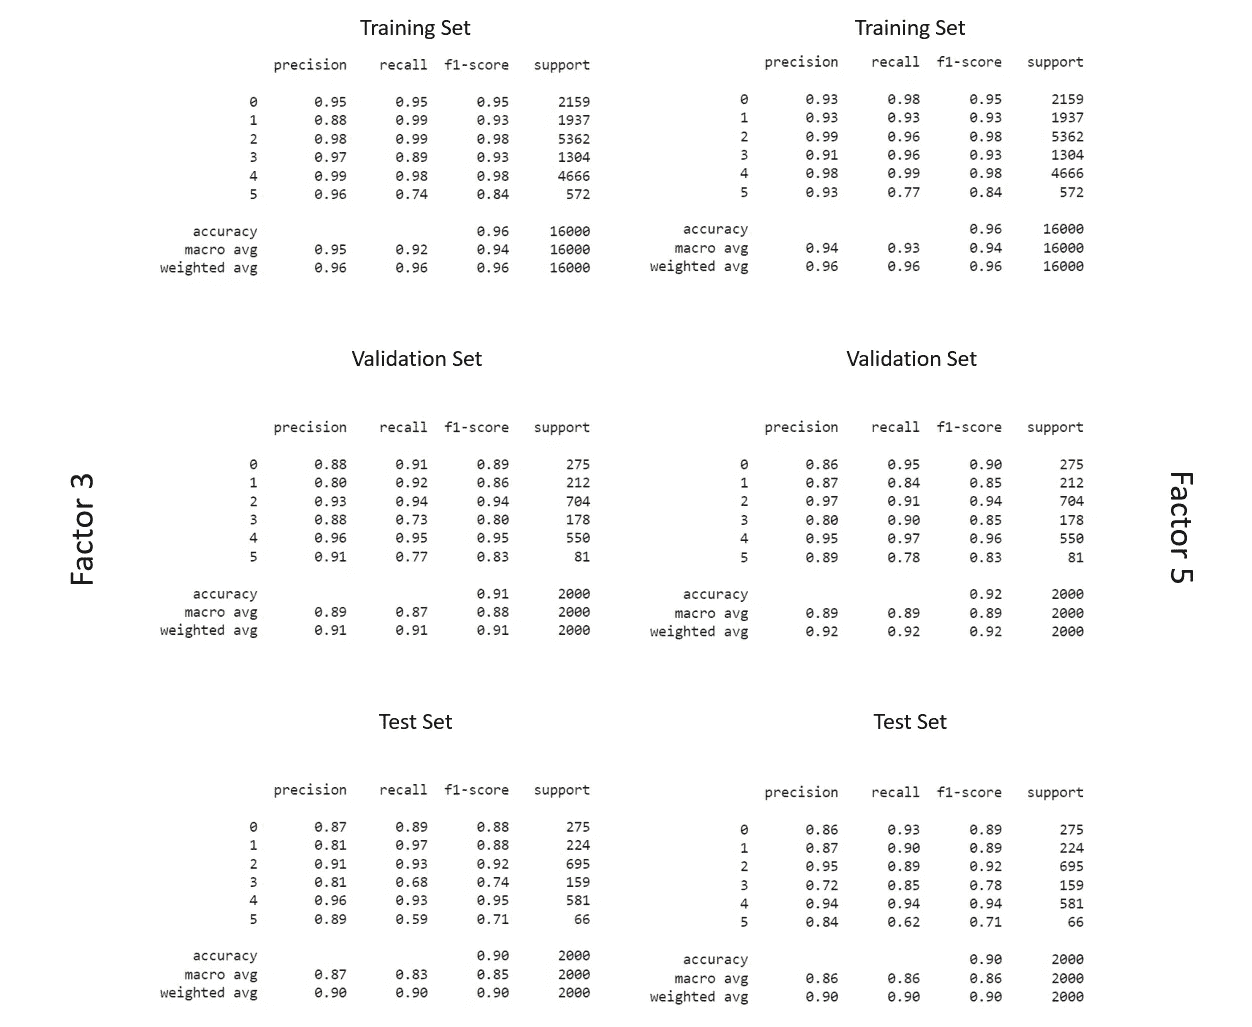 Factor 3
Training Set
precision recall f1-score support
0 0.95 0.95 0.95 2159
1 0.88 0.99 0.93 1937
2 0.98 0.99 0.98 5362
3 0.97 0.89 0.93 1304
4 0.99 0.98 0.98 4666
5 0.96 0.74 0.84 572
accuracy 0.96 16000
macro avg 0.95 0.92 0.94 16000
weighted avg 0.96 0.96 0.96 16000
Validation Set
precision recall f1-score support
0 0.88 0.91 0.89 275
1 0.80 0.92 0.86 212
2 0.93 0.94 0.94 704
3 0.88 0.73 0.80 178
4 0.96 0.95 0.95 550
5 0.91 0.77 0.83 81
accuracy 0.91 2000
macro avg 0.89 0.87 0.88 2000
weighted avg 0.91 0.91 0.91 2000
Test Set
precision recall f1-score support
0 0.87 0.89 0.88 275
1 0.81 0.97 0.88 224
2 0.91 0.93 0.92 695
3 0.81 0.68 0.74 159
4 0.96 0.93 0.95 581
5 0.89 0.59 0.71 66
accuracy 0.90 2000
macro avg 0.87 0.83 0.85 2000
weighted avg 0.90 0.90 0.90 2000
Training Set
precision recall f1-score support
0 0.93 0.98 0.95 2159
1 0.93 0.93 0.93 1937
2 0.99 0.96 0.98 5362
3 0.91 0.96 0.93 1304
4 0.98 0.99 0.98 4666
5 0.93 0.77 0.84 572
accuracy 0.96 16000
macro avg 0.94 0.93 0.94 16000
weighted avg 0.96 0.96 0.96 16000
Validation Set
precision recall f1-score support
0 0.86 0.95 0.90 275
1 0.87 0.84 0.85 212
2 0.97 0.91 0.94 704
3 0.80 0.90 0.85 178
4 0.95 0.97 0.96 550
5 0.89 0.78 0.83 81
accuracy 0.92 2000
macro avg 0.89 0.89 0.89 2000
weighted avg 0.92 0.92 0.92 2000
Test Set
precision recall f1-score support
0 0.86 0.93 0.89 275
1 0.87 0.90 0.89 224
2 0.95 0.89 0.92 695
3 0.72 0.85 0.78 159
4 0.94 0.94 0.94 581
5 0.84 0.62 0.71 66
accuracy 0.90 2000
macro avg 0.86 0.86 0.86 2000
weighted avg 0.90 0.90 0.90 2000
Factor 5